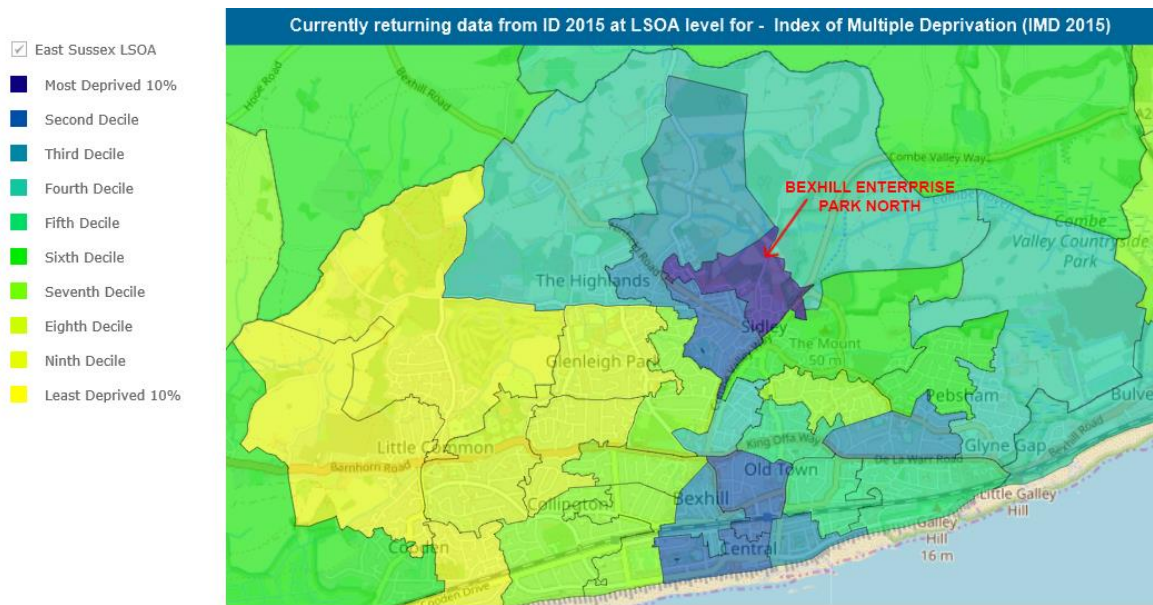 Currently returning data from ID 2015 at LSOA level for - Index of Multiple Deprivation (IMD 2015)
East Sussex LSOA
Most Deprived 10%
Second Decile
Third Decile
Fourth Decile
Fifth Decile
Sixth Decile
Seventh Decile
Eighth Decile
Ninth Decile
Least Deprived 10%
Bexhill Road
Combe Valley Way
BEXHILL ENTERPRISE
PARK NORTH
Combe
Valley Countryside
Park
The Highlands
Sidley
The Mount
50 m
Glenleigh Park
Pebsham
Bulve
Little Common
King Offa Way
Glyne Gap
Bexhill Road
Barnhorn Road
Old Town
De La Warr Road
Collington
Bexhill
Little Galley
Hill
Galley
Hill
16 m
Cooden
Central
Cooden Drive